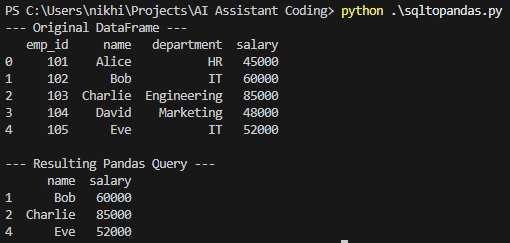 PS C:\Users\nikhi\Projects\AI Assistant Coding> python .\sqltopandas.py
--- Original DataFrame ---
   emp_id     name   department  salary
0     101    Alice           HR   45000
1     102      Bob           IT   60000
2     103  Charlie  Engineering   85000
3     104    David    Marketing   48000
4     105      Eve           IT   52000

--- Resulting Pandas Query ---
      name  salary
1      Bob   60000
2  Charlie   85000
4      Eve   52000